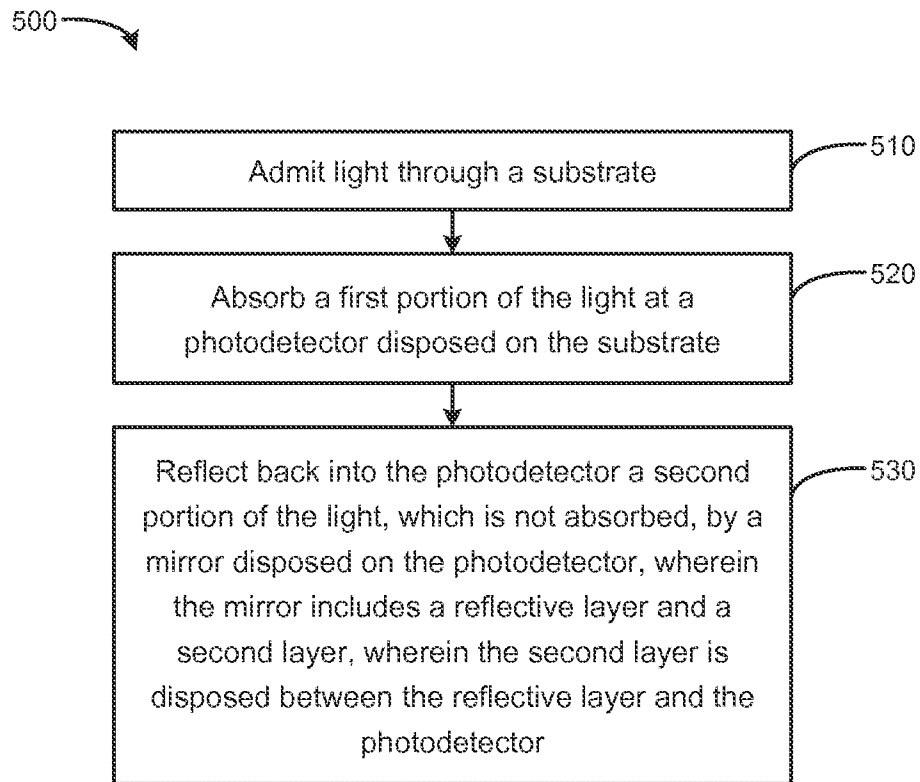 500
Admit light through a substrate
510
Absorb a first portion of the light at a
photodetector disposed on the substrate
520
Reflect back into the photodetector a second
portion of the light, which is not absorbed, by a
mirror disposed on the photodetector, wherein
the mirror includes a reflective layer and a
second layer, wherein the second layer is
disposed between the reflective layer and the
photodetector
530